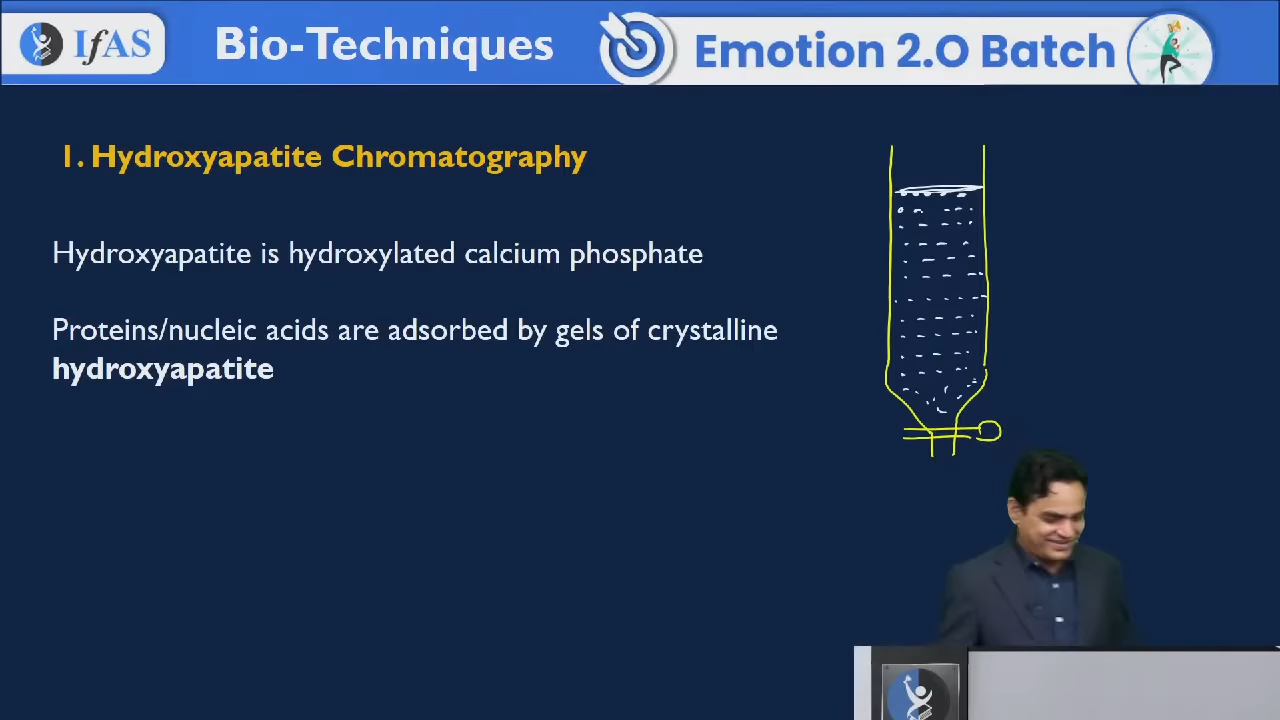 IfAS
Bio-Techniques
Emotion 2.O Batch
1. Hydroxyapatite Chromatography
Hydroxyapatite is hydroxylated calcium phosphate
Proteins/nucleic acids are adsorbed by gels of crystalline
hydroxyapatite